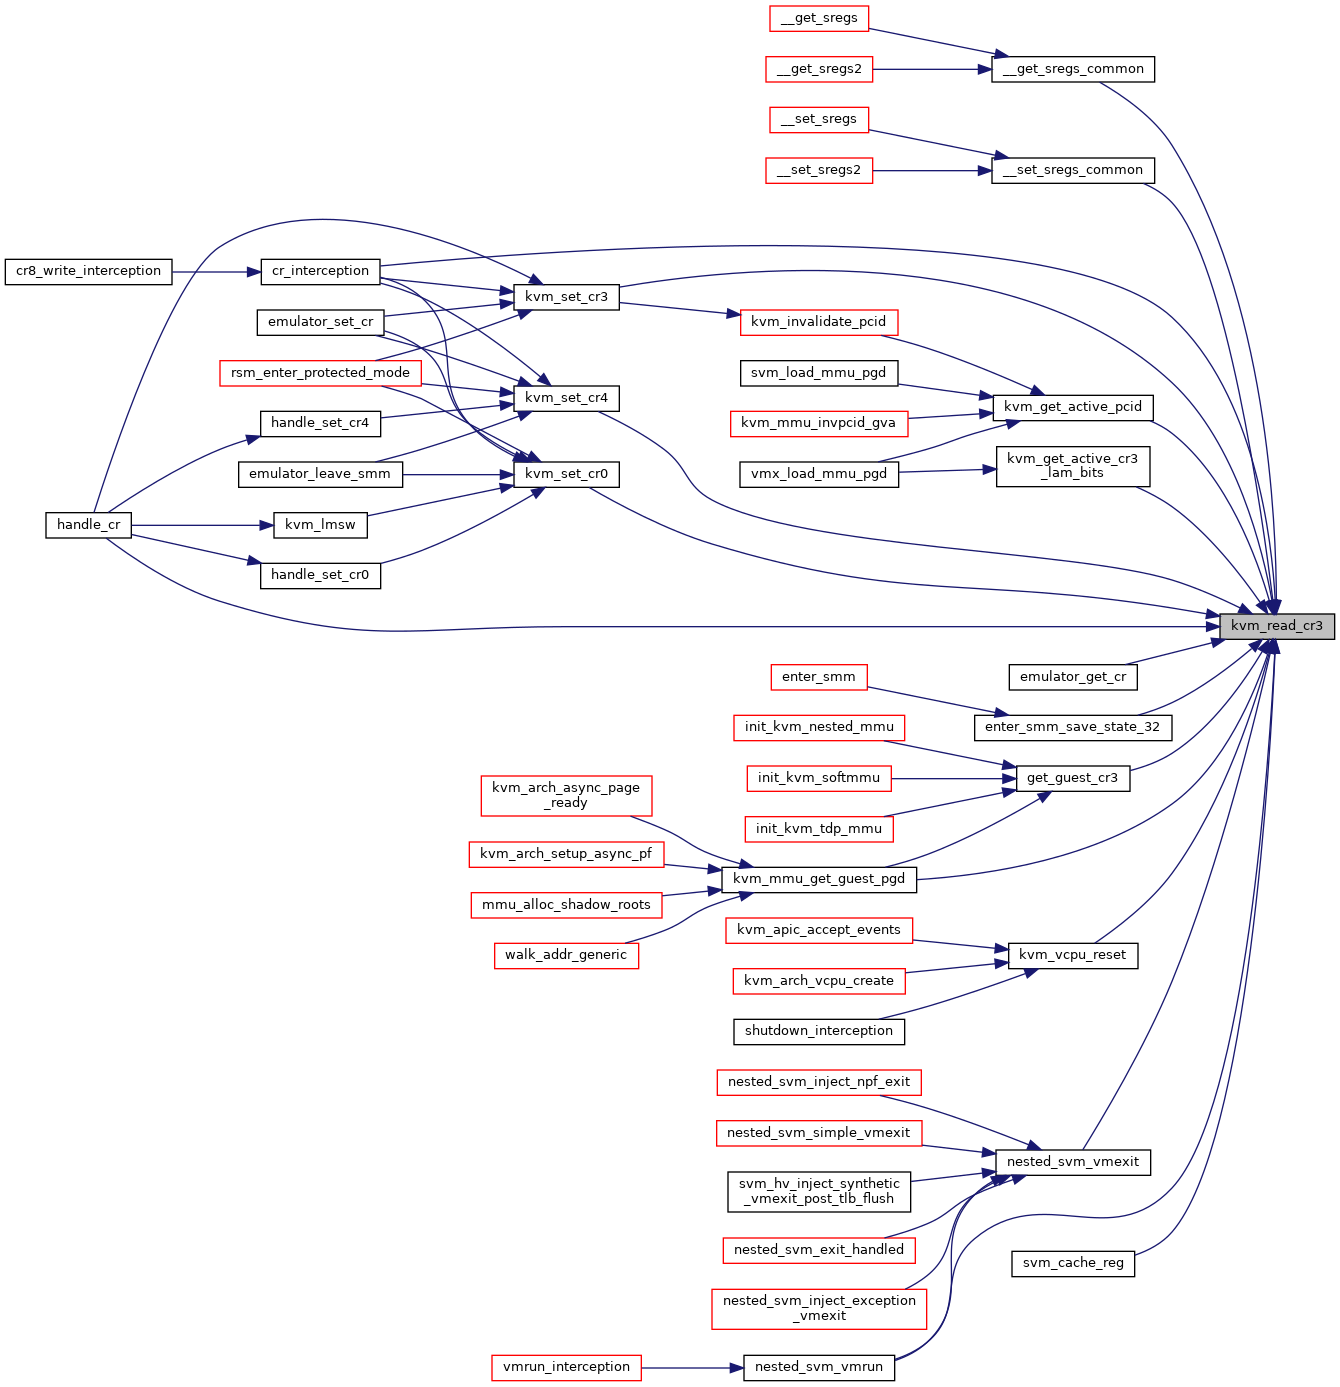 __get_sregs
__get_sregs2
__get_sregs_common
__set_sregs
__set_sregs2
__set_sregs_common
cr8_write_interception
cr_interception
kvm_set_cr3
emulator_set_cr
kvm_invalidate_pcid
rsm_enter_protected_mode
svm_load_mmu_pgd
kvm_set_cr4
kvm_get_active_pcid
handle_set_cr4
kvm_mmu_invpcid_gva
emulator_leave_smm
kvm_set_cr0
vmx_load_mmu_pgd
kvm_get_active_cr3
_lam_bits
handle_cr
kvm_lmsw
handle_set_cr0
kvm_read_cr3
enter_smm
emulator_get_cr
init_kvm_nested_mmu
enter_smm_save_state_32
init_kvm_softmmu
get_guest_cr3
kvm_arch_async_page
_ready
init_kvm_tdp_mmu
kvm_arch_setup_async_pf
kvm_mmu_get_guest_pgd
mmu_alloc_shadow_roots
walk_addr_generic
kvm_apic_accept_events
kvm_vcpu_reset
kvm_arch_vcpu_create
shutdown_interception
nested_svm_inject_npf_exit
nested_svm_simple_vmexit
nested_svm_vmexit
svm_hv_inject_synthetic
_vmexit_post_tlb_flush
nested_svm_exit_handled
svm_cache_reg
nested_svm_inject_exception
_vmexit
vmrun_interception
nested_svm_vmrun